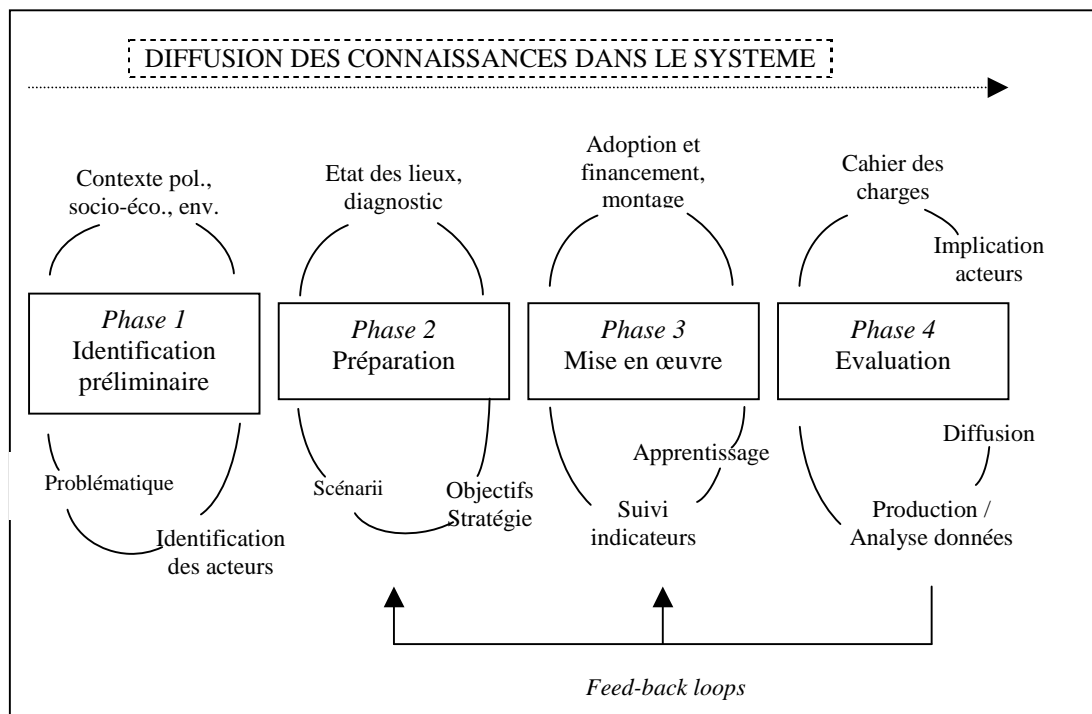 DIFFUSION DES CONNAISSANCES DANS LE SYSTEME
Contexte pol.,
socio-éco., env.
Phase 1
Identification
préliminaire
Problématique
Identification
des acteurs
Etat des lieux,
diagnostic
Phase 2
Préparation
Scénarii
Objectifs
Stratégie
Adoption et
financement,
montage
Phase 3
Mise en œuvre
Apprentissage
Suivi
indicateurs
Cahier des
charges
Implication
acteurs
Phase 4
Evaluation
Diffusion
Production /
Analyse données
Feed-back loops